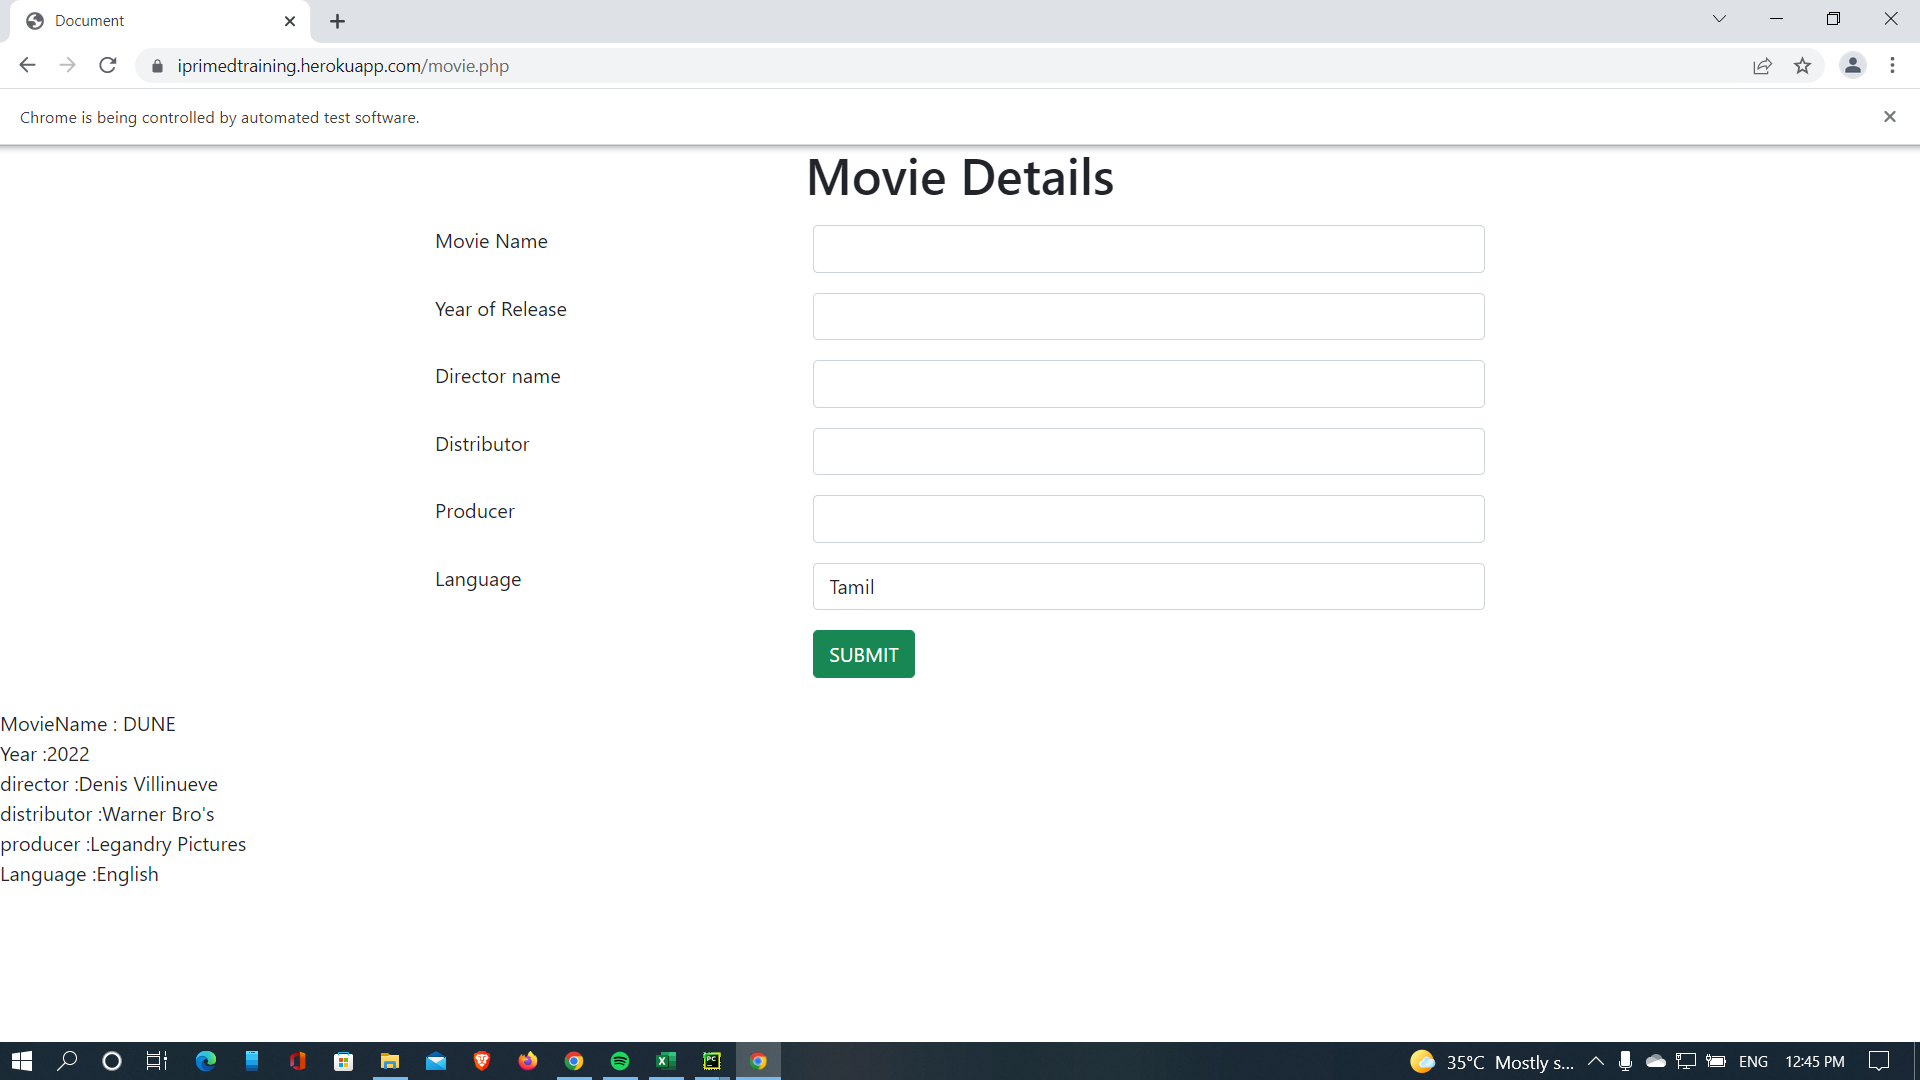 Document
iprimedtraining.herokuapp.com/movie.php
Chrome is being controlled by automated test software.
Movie Details
Movie Name
Year of Release
Director name
Distributor
Producer
Language
Tamil
SUBMIT
MovieName : DUNE
Year :2022
director :Denis Villinueve
distributor :Warner Bro's
producer :Legandry Pictures
Language :English
35°C Mostly s... ENG 12:45 PM